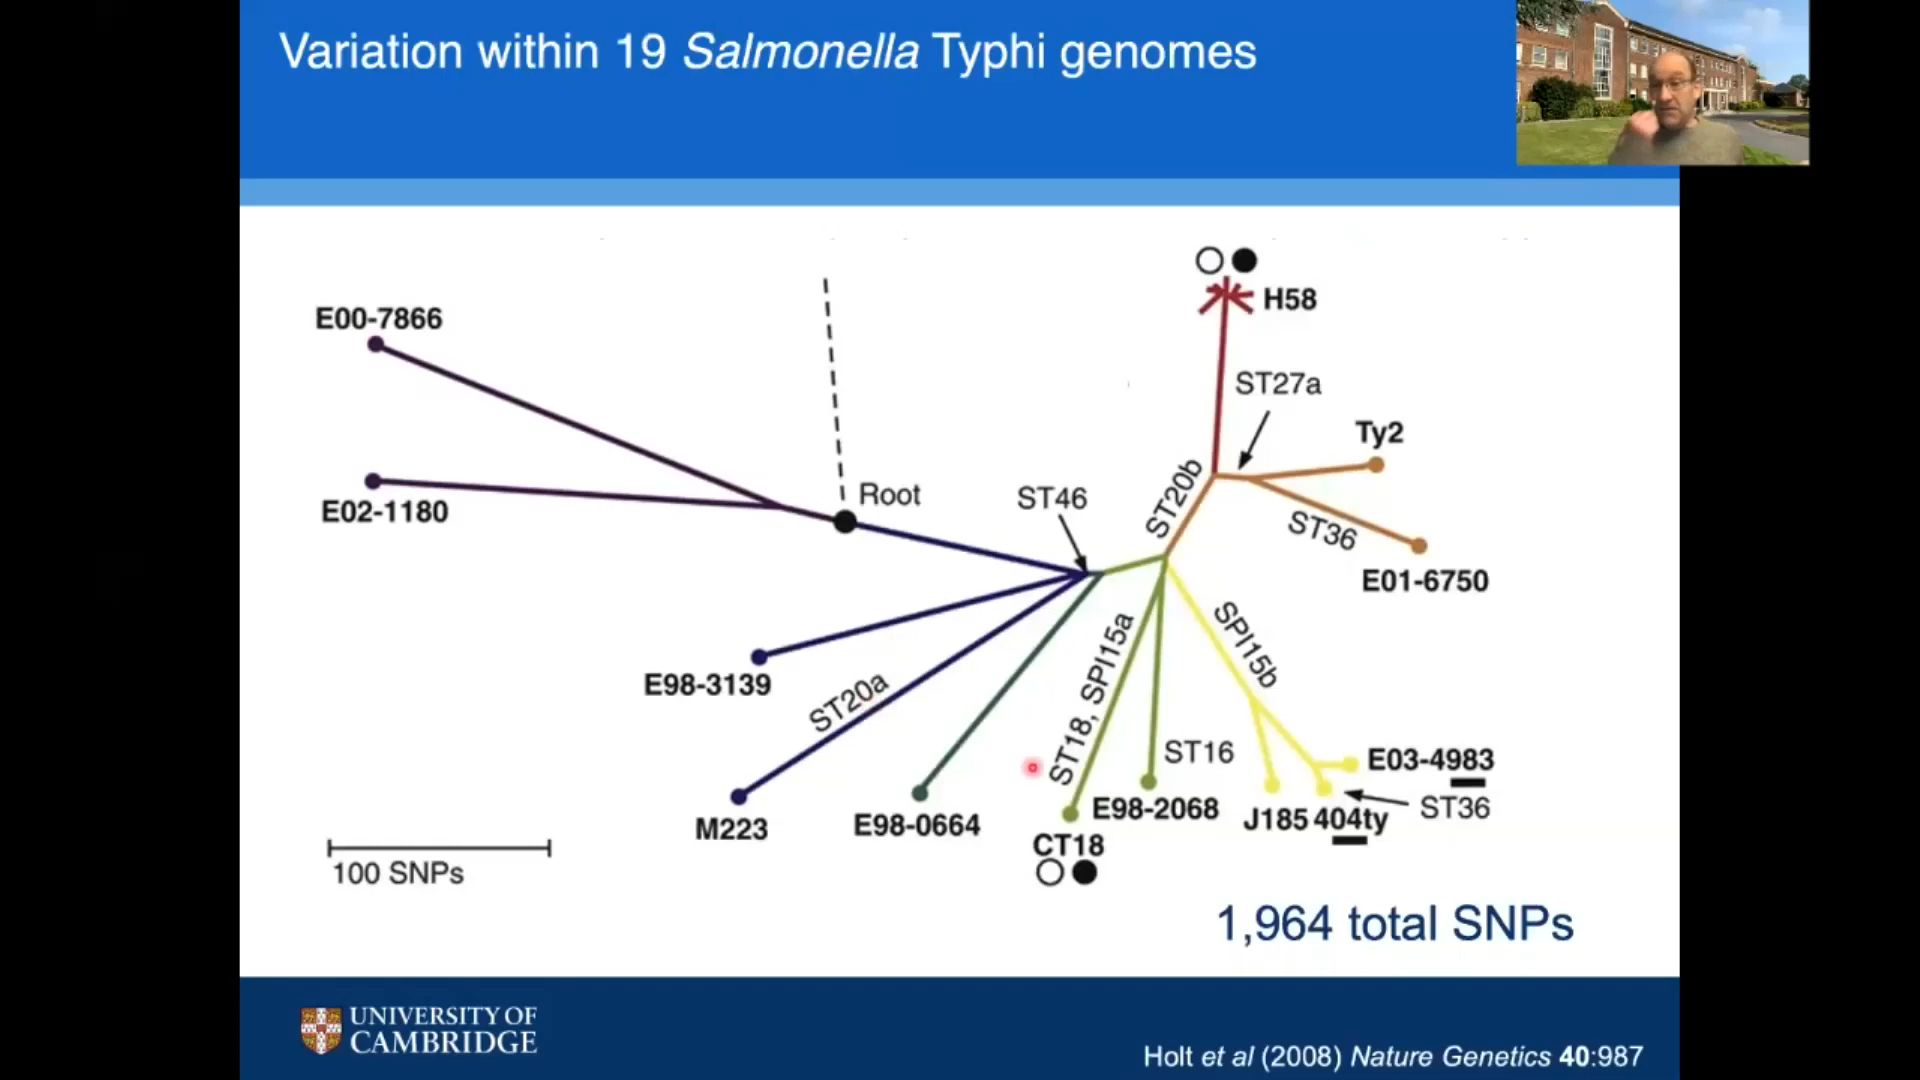 Variation within 19 Salmonella Typhi genomes
H58
E00-7866
ST27a
Ty2
E02-1180
Root
ST46
ST20b
ST36
E01-6750
E98-3139
ST20a
ST18, SPI15a
SPI15b
ST16
E03-4983
M223
E98-0664
E98-2068
J185
404ty
ST36
CT18
100 SNPs
1,964 total SNPs
UNIVERSITY OF
CAMBRIDGE
Holt et al (2008) Nature Genetics 40:987